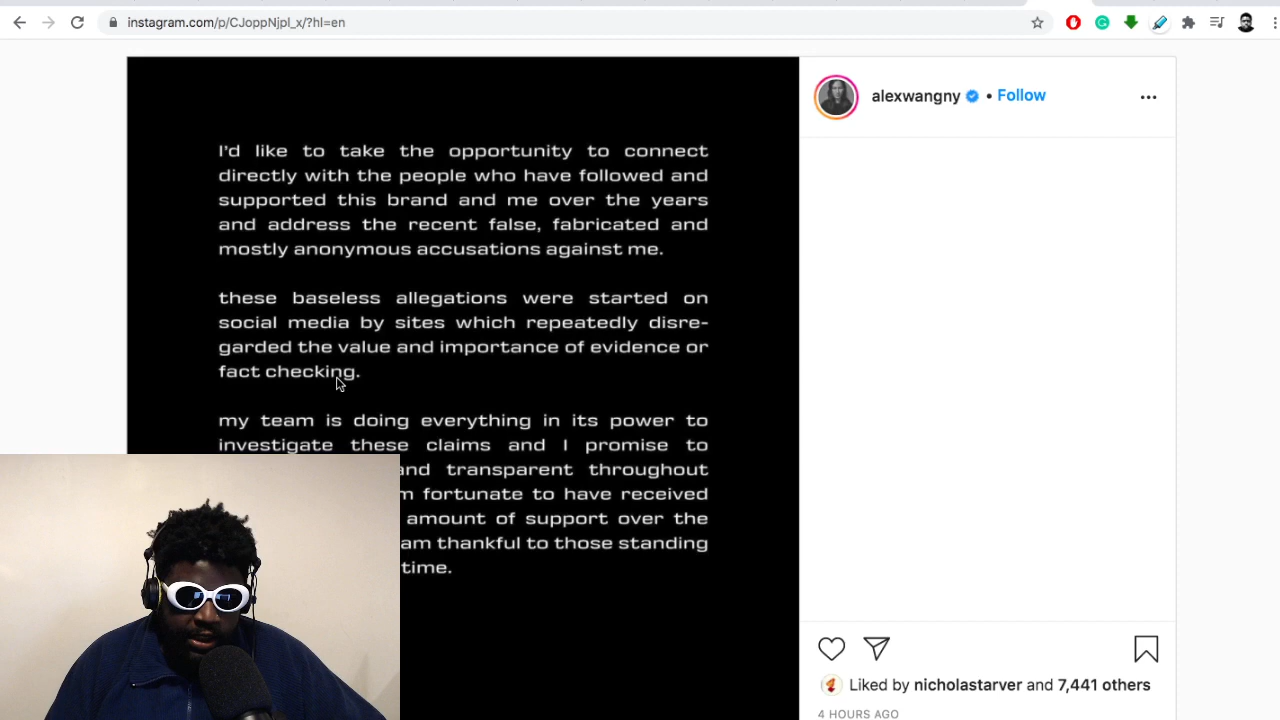 instagram.com/p/CJoppNjpI_x/?hl=en
I'd like to take the opportunity to connect
directly with the people who have followed and
supported this brand and me over the years
and address the recent false, fabricated and
mostly anonymous accusations against me.
these baseless allegations were started on
social media by sites which repeatedly disre-
garded the value and importance of evidence or
fact checking.
my team is doing everything in its power to
investigate these claims and I promise to
and transparent throughout
fortunate to have received
amount of support over the
am thankful to those standing
time.
alexwangny • Follow
Liked by nicholastarver and 7,441 others
4 HOURS AGO